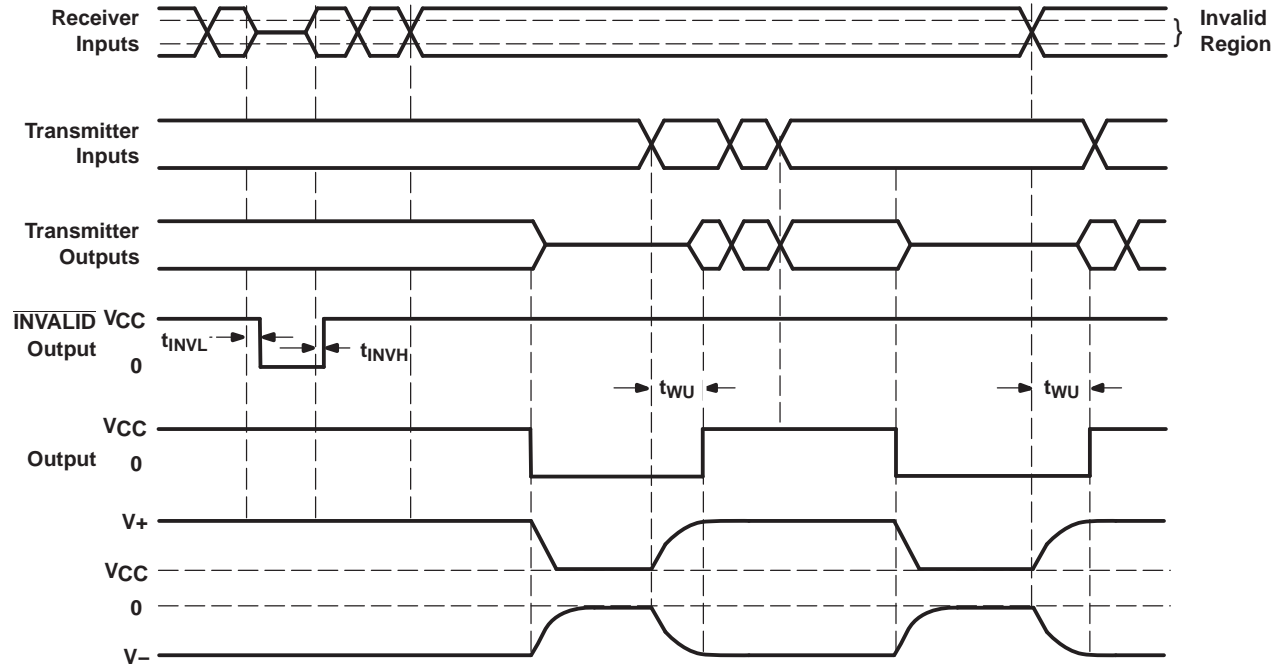 Receiver
Inputs
}
Invalid
Region
Transmitter
Inputs
Transmitter
Outputs
INVALID
Output
VCC
0
tINVL
tINVH
tWU
tWU
VCC
Output 0
V+
VCC
0
V−